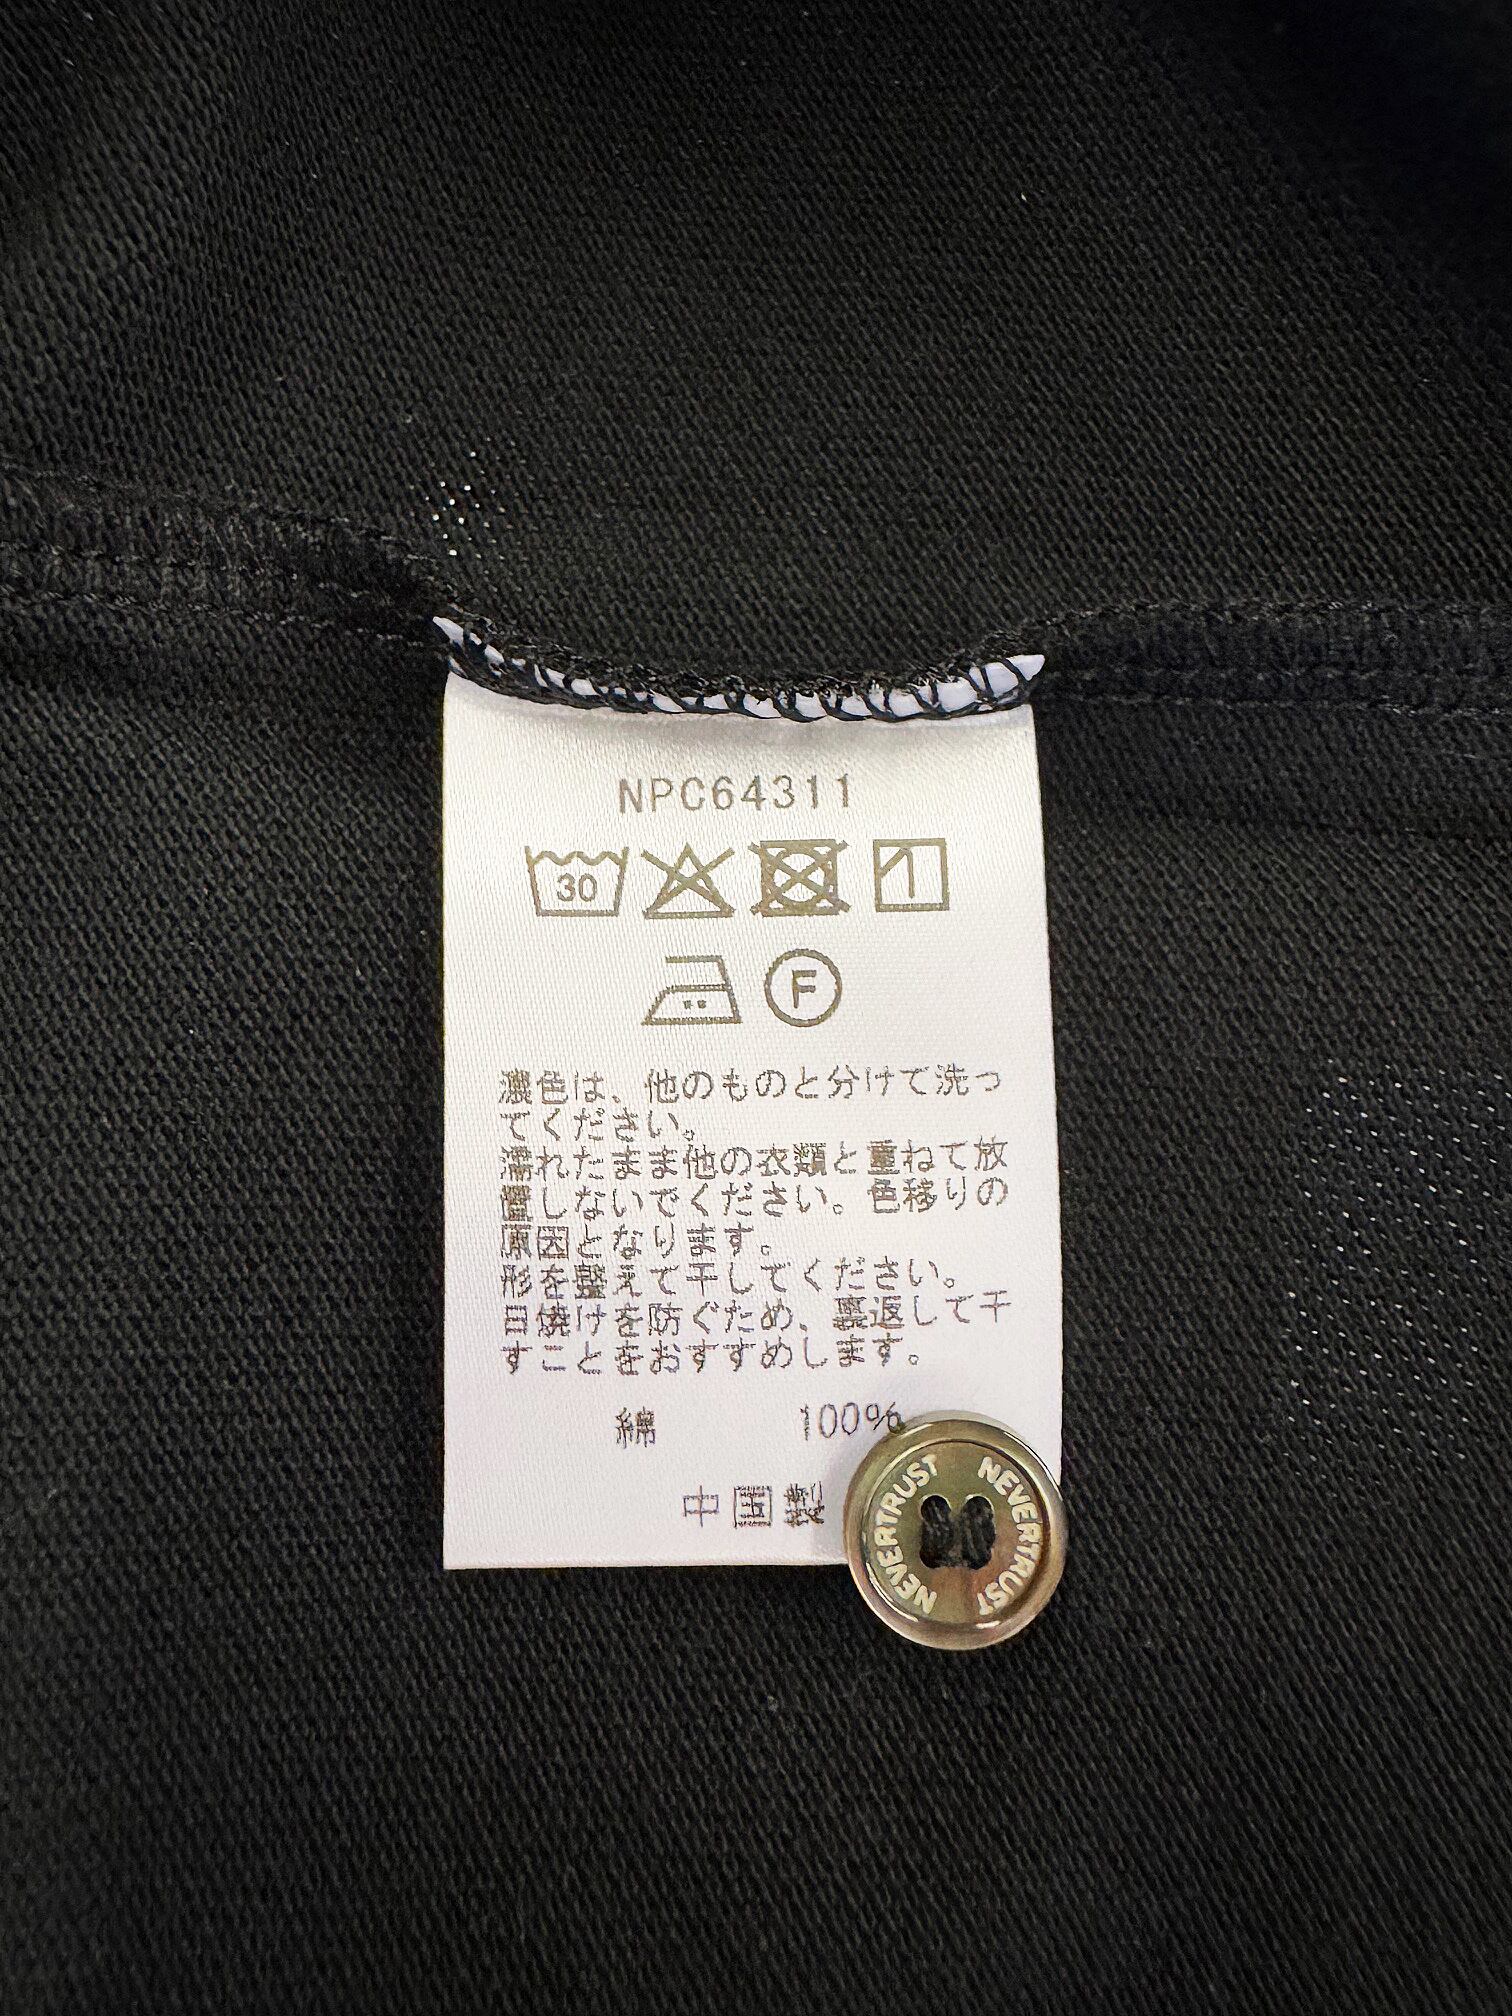 NPC64311
30
F
濃色は、他のものと分けて洗っ
てください。
濡れたまま他の衣類と重ねて放
置しないでください。色移りの
原因となります。
形を整えて干してください。
日焼けを防ぐため、裏返して干
すことをおすすめします。
綿 100%
中国製
NEVERTRUST NEVERTRUST